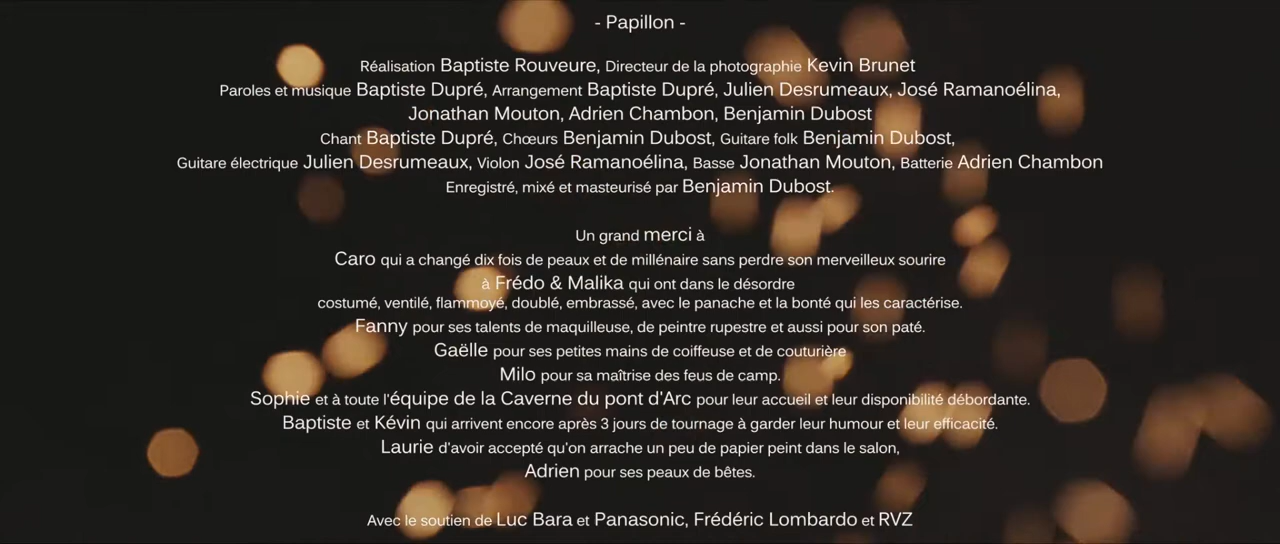 - Papillon -
Réalisation Baptiste Rouveure, Directeur de la photographie Kevin Brunet
Paroles et musique Baptiste Dupré, Arrangement Baptiste Dupré, Julien Desrumeaux, José Ramanoélina,
Jonathan Mouton, Adrien Chambon, Benjamin Dubost
Chant Baptiste Dupré, Chœurs Benjamin Dubost, Guitare folk Benjamin Dubost,
Guitare électrique Julien Desrumeaux, Violon José Ramanoélina, Basse Jonathan Mouton, Batterie Adrien Chambon
Enregistré, mixé et masteurisé par Benjamin Dubost.
Un grand merci à
Caro qui a changé dix fois de peaux et de millénaire sans perdre son merveilleux sourire
à Frédo & Malika qui ont dans le désordre
costumé, ventilé, flammoyé, doublé, embrassé, avec le panache et la bonté qui les caractérise.
Fanny pour ses talents de maquilleuse, de peintre rupestre et aussi pour son paté.
Gaëlle pour ses petites mains de coiffeuse et de couturière
Milo pour sa maîtrise des feus de camp.
Sophie et à toute l'équipe de la Caverne du pont d'Arc pour leur accueil et leur disponibilité débordante.
Baptiste et Kévin qui arrivent encore après 3 jours de tournage à garder leur humour et leur efficacité.
Laurie d'avoir accepté qu'on arrache un peu de papier peint dans le salon,
Adrien pour ses peaux de bêtes.
Avec le soutien de Luc Bara et Panasonic, Frédéric Lombardo et RVZ